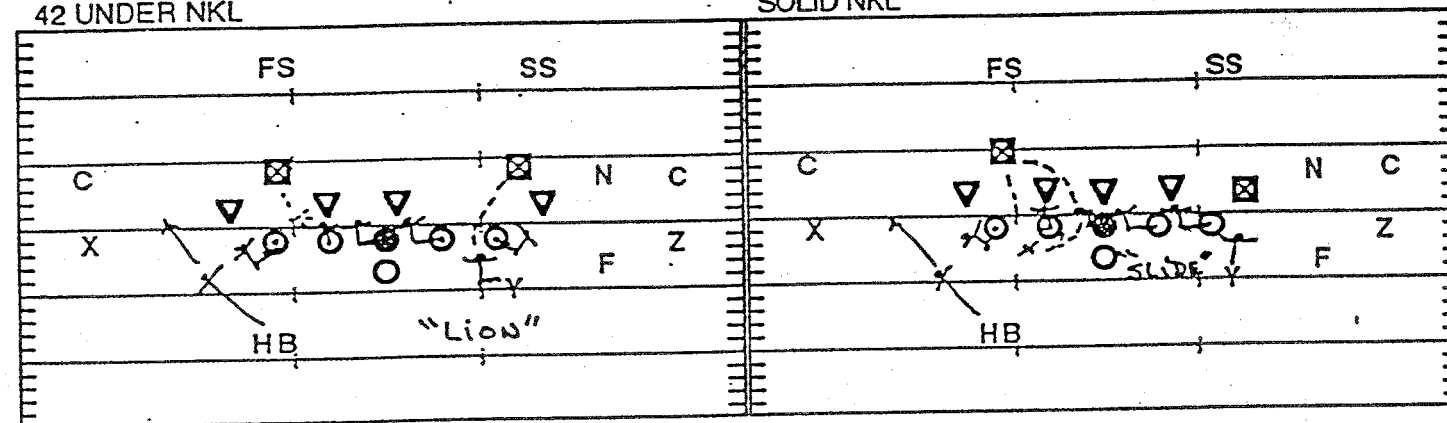 42 UNDER NKL
FS SS
C N C
X Z
F
Y
HB "LION"
SOLID NKL
FS SS
C N C
X Z
F
"SLIDE" Y
HB